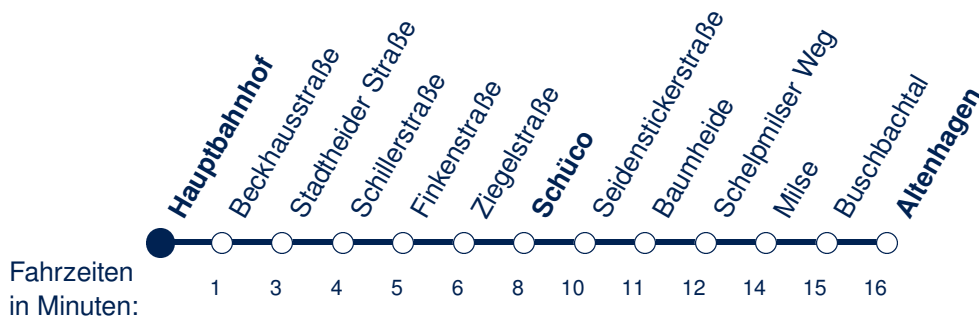 Hauptbahnhof
Beckhausstraße
Stadtheider Straße
Schillerstraße
Finkenstraße
Ziegelstraße
Schüco
Seidenstickerstraße
Baumheide
Schelpmilser Weg
Milse
Buschbachtal
Altenhagen
Fahrzeiten
in Minuten:
1 3 4 5 6 8 10 11 12 14 15 16